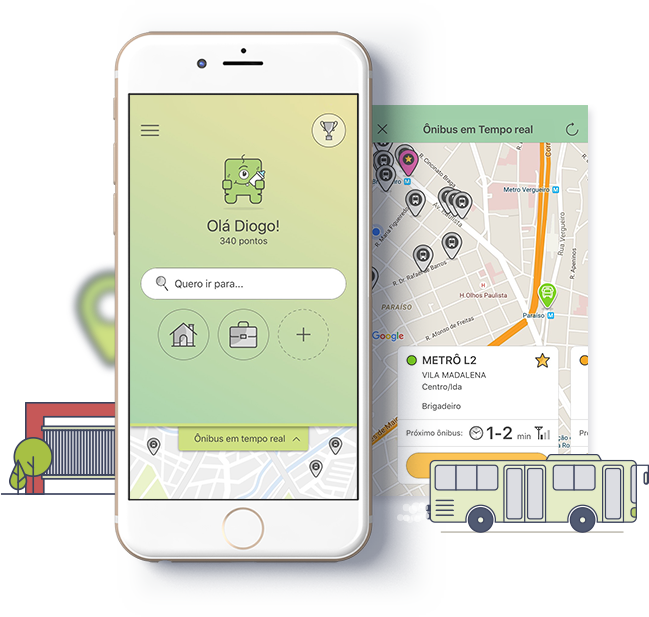 Olá Diogo!
340 pontos
Quero ir para...
Ônibus em tempo real
Ônibus em Tempo real
R. Cincinato Braga
Metro Vergueiro
Rua Vergueiro
R. Apeninos
R. Dr. Rafael de Barros
PARAÍSO
H.Olhos Paulista
Paraíso
R. Afonso de Freitas
Google
METRÔ L2
VILA MADALENA
Centro/Ida
Brigadeiro
Próximo ônibus:
1-2 min